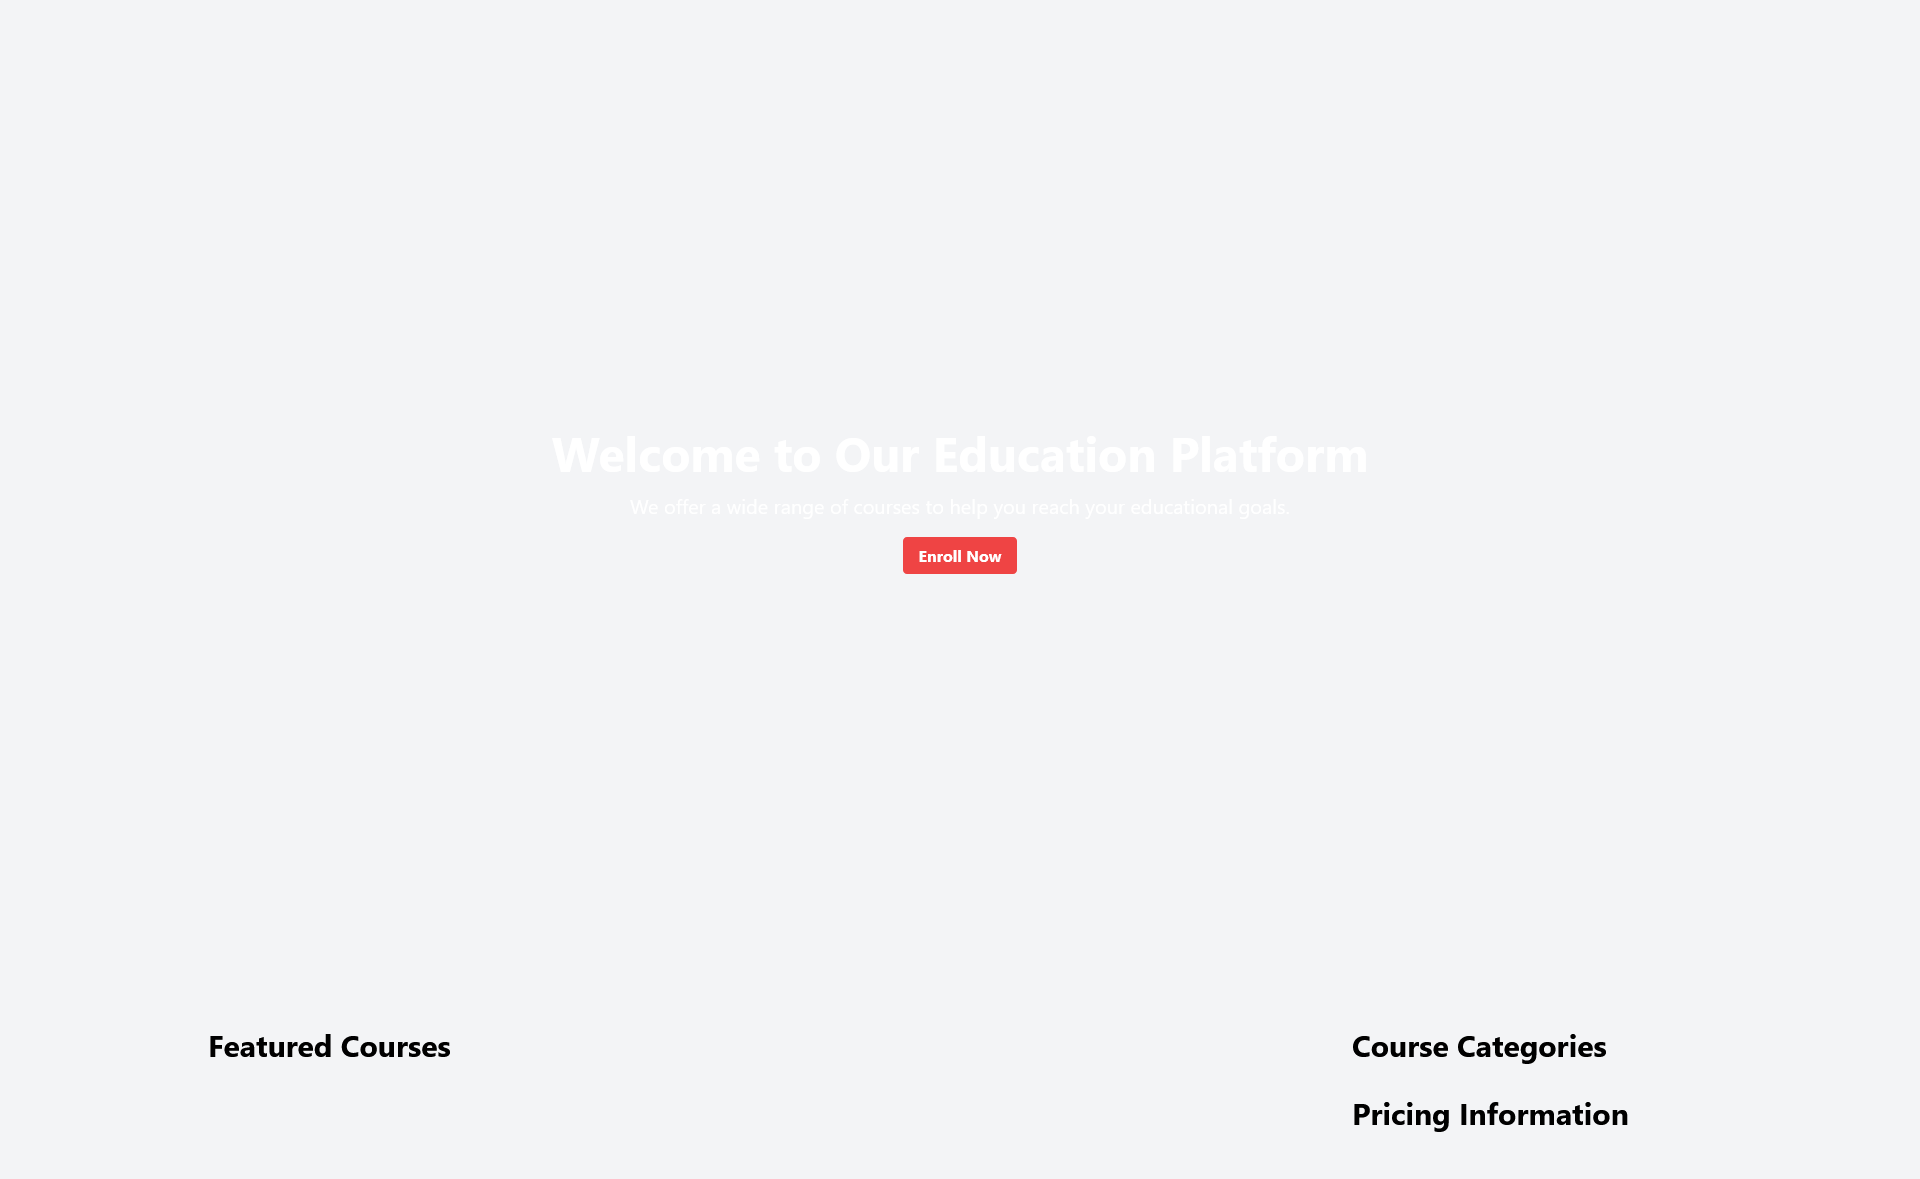 Welcome to Our Education Platform
We offer a wide range of courses to help you reach your educational goals.
Enroll Now
Featured Courses
Course Categories
Pricing Information